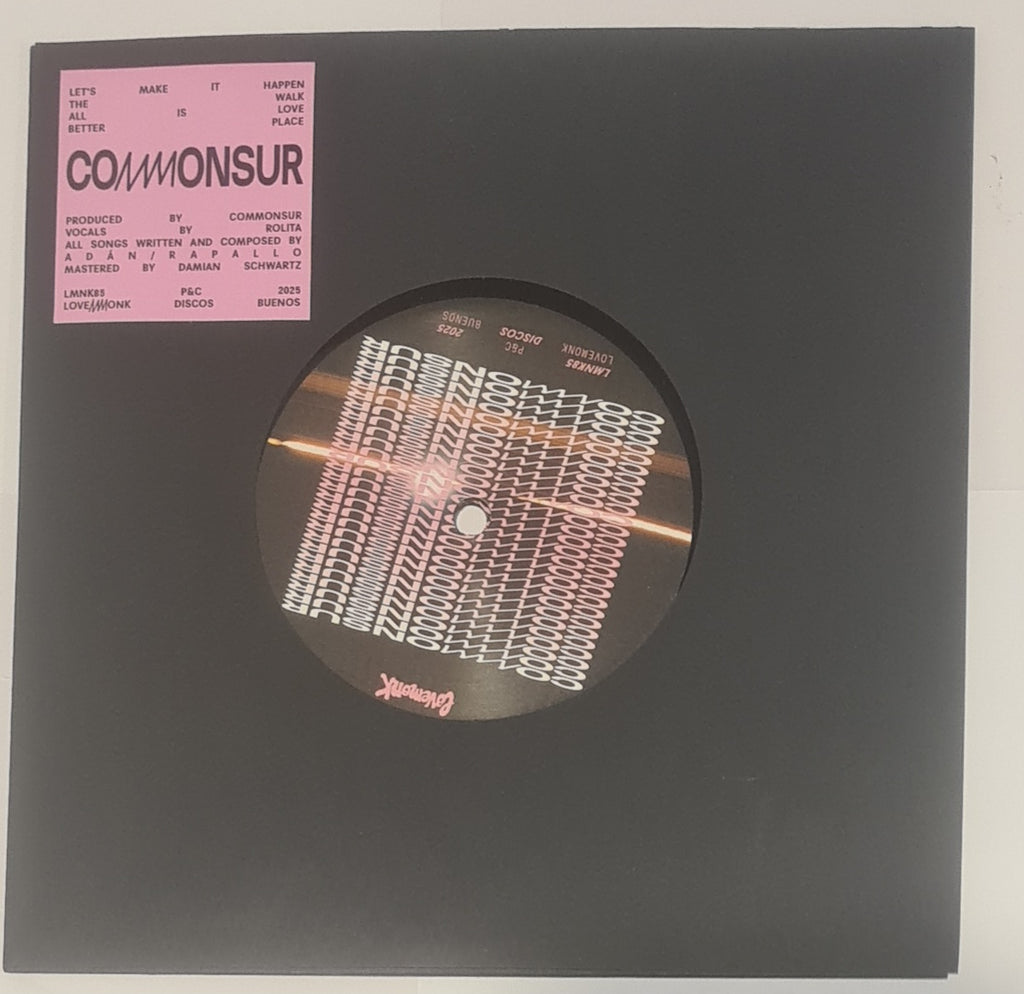 LET'S MAKE IT HAPPEN
THE WALK
ALL IS LOVE
BETTER PLACE
COMMONSUR
PRODUCED BY COMMONSUR
VOCALS BY ROLITA
ALL SONGS WRITTEN AND COMPOSED BY
ADÁN/RAPALLO
MASTERED BY DAMIAN SCHWARTZ
LMNK85 P&C 2025
LOVEMONK DISCOS BUENOS
LMNK85 P&C 2025
LOVEMONK DISCOS BUENOS
COMMONSUR
Lovemonk